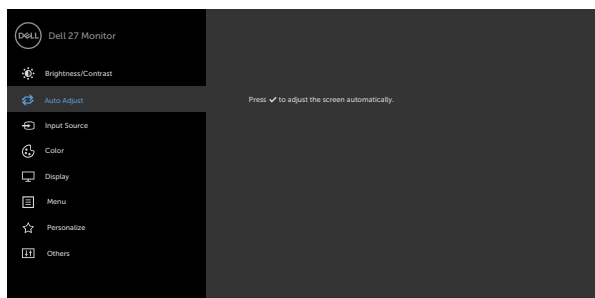 DELL
Dell 27 Monitor
Brightness/Contrast
Auto Adjust
Press ✔ to adjust the screen automatically.
Input Source
Color
Display
Menu
Personalize
Others